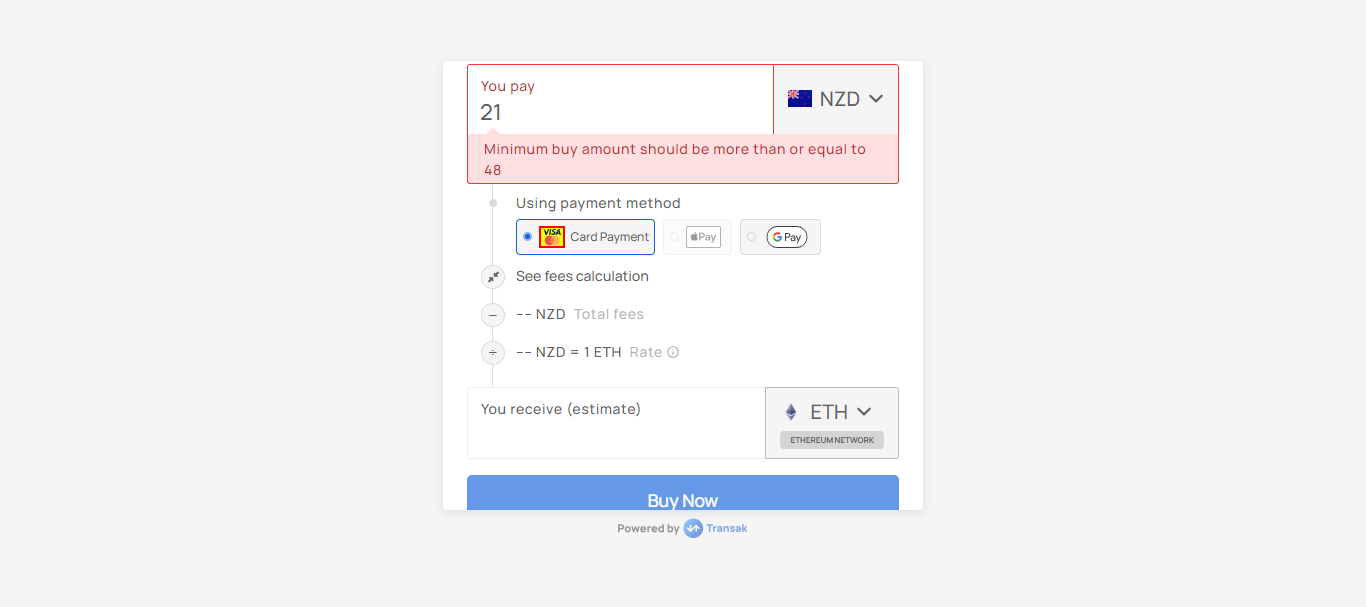 You pay
21
NZD
Minimum buy amount should be more than or equal to
48
Using payment method
VISA Card Payment Pay G Pay
See fees calculation
-- NZD Total fees
-- NZD = 1 ETH Rate
You receive (estimate)
ETH
ETHEREUM NETWORK
Buy Now
Powered by Transak